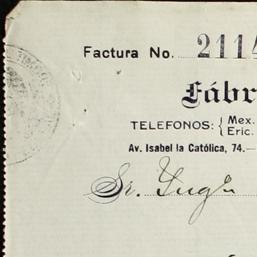 Factura No. 2114
Fábr
TELEFONOS: { Mex.
Eric.
Av. Isabel la Católica, 74.—
Sr.